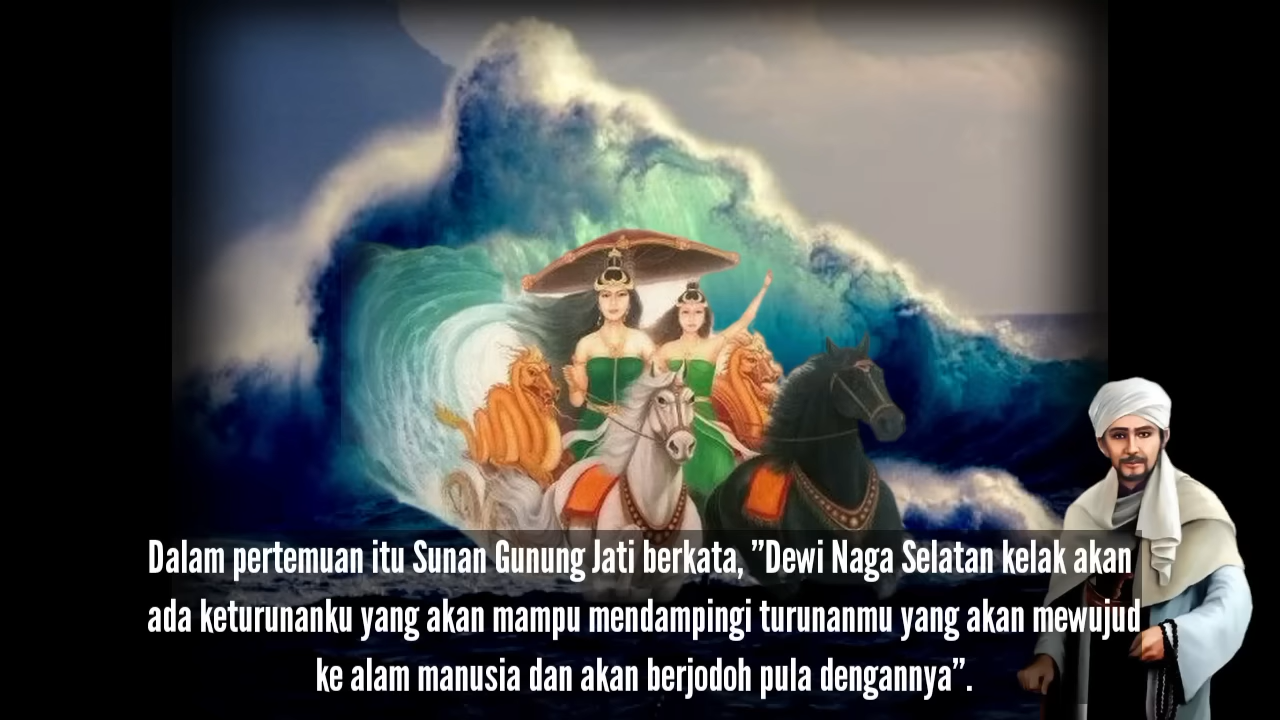 Dalam pertemuan itu Sunan Gunung Jati berkata, ”Dewi Naga Selatan kelak akan
ada keturunanku yang akan mampu mendampingi turunanmu yang akan mewujud
ke alam manusia dan akan berjodoh pula dengannya”.